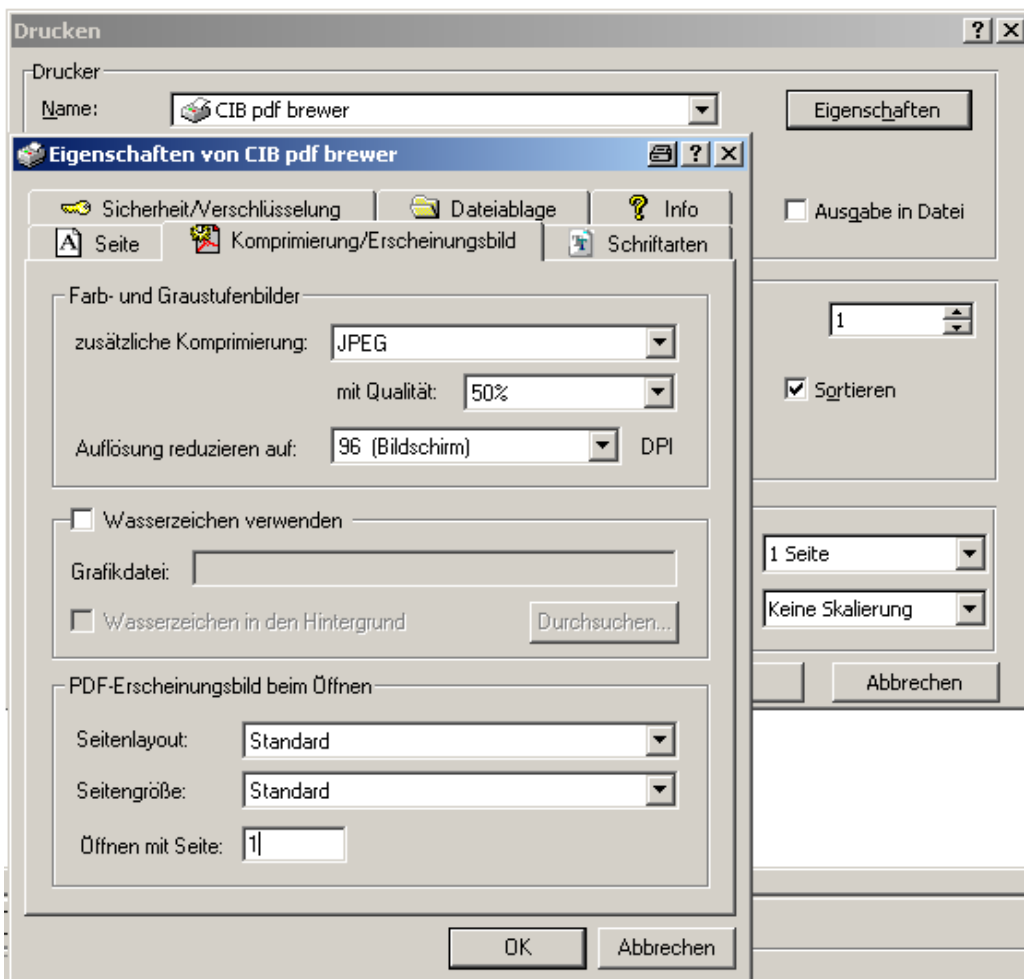 Drucken
Drucker
Name: CIB pdf brewer Eigenschaften
Ausgabe in Datei
1
Sortieren
1 Seite
Keine Skalierung
Abbrechen
Eigenschaften von CIB pdf brewer
Sicherheit/Verschlüsselung Dateiablage Info
Seite Komprimierung/Erscheinungsbild Schriftarten
Farb- und Graustufenbilder
zusätzliche Komprimierung: JPEG
mit Qualität: 50%
Auflösung reduzieren auf: 96 (Bildschirm) DPI
Wasserzeichen verwenden
Grafikdatei:
Wasserzeichen in den Hintergrund Durchsuchen...
PDF-Erscheinungsbild beim Öffnen
Seitenlayout: Standard
Seitengröße: Standard
Öffnen mit Seite: 1
OK Abbrechen